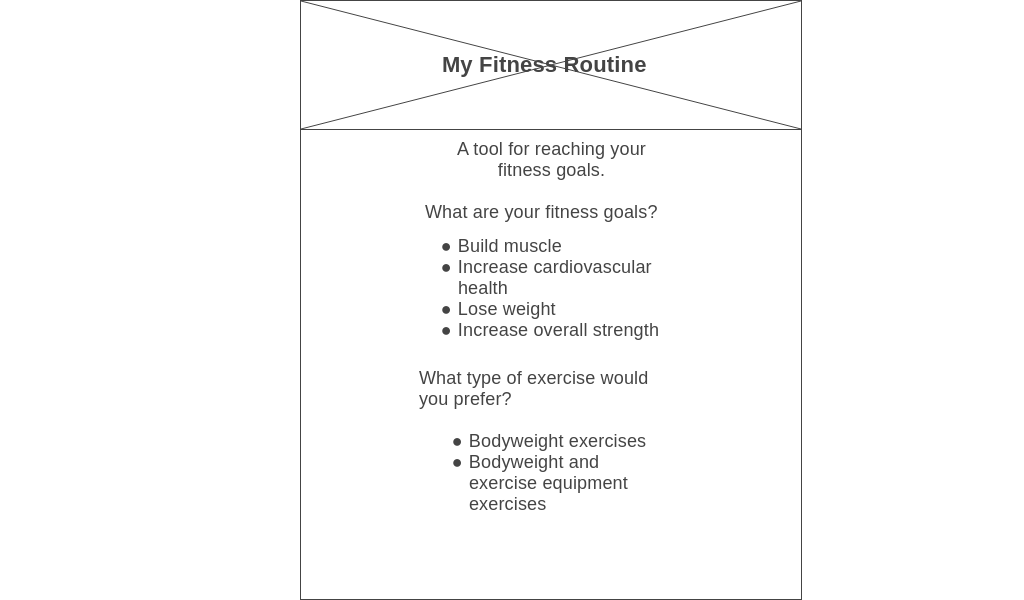 My Fitness Routine
A tool for reaching your
fitness goals.
What are your fitness goals?
● Build muscle
● Increase cardiovascular
health
● Lose weight
● Increase overall strength
What type of exercise would
you prefer?
● Bodyweight exercises
● Bodyweight and
exercise equipment
exercises